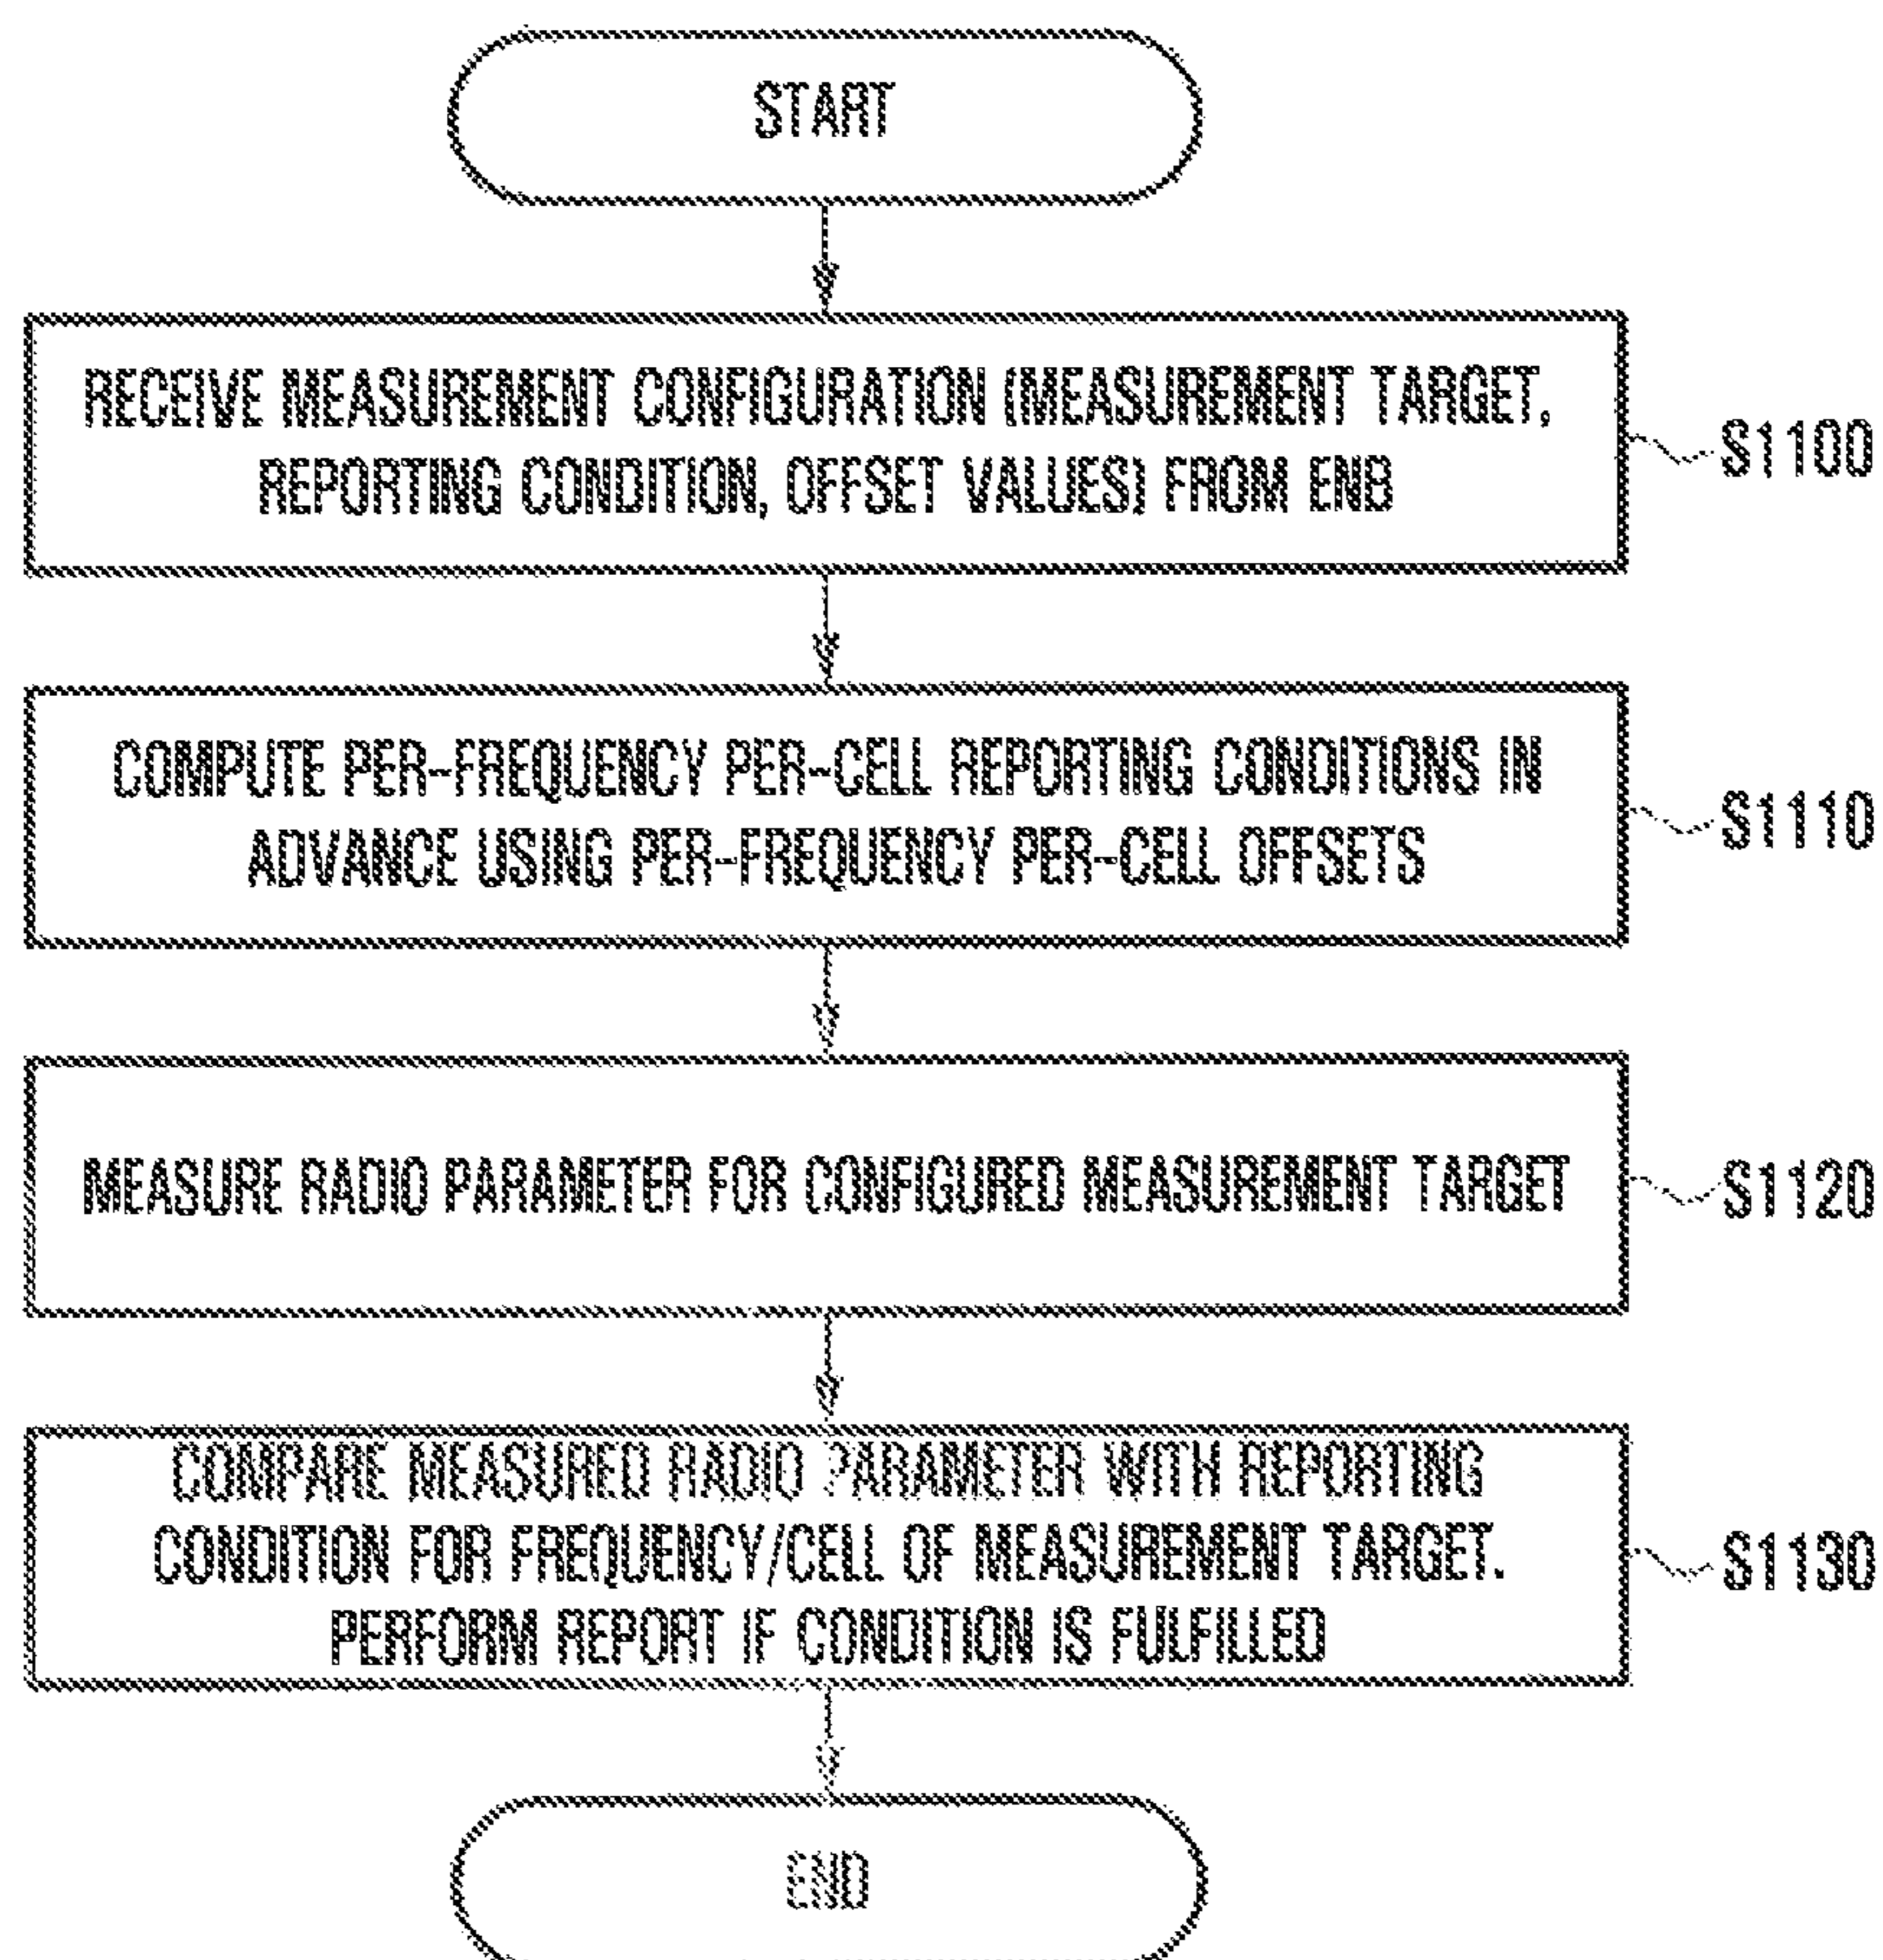 START
RECEIVE MEASUREMENT CONFIGURATION (MEASUREMENT TARGET,
REPORTING CONDITION, OFFSET VALUES) FROM ENB
S1100
COMPUTE PER-FREQUENCY PER-CELL REPORTING CONDITIONS IN
ADVANCE USING PER-FREQUENCY PER-CELL OFFSETS
S1110
MEASURE RADIO PARAMETER FOR CONFIGURED MEASUREMENT TARGET
S1120
COMPARE MEASURED RADIO PARAMETER WITH REPORTING
CONDITION FOR FREQUENCY/CELL OF MEASUREMENT TARGET.
PERFORM REPORT IF CONDITION IS FULFILLED
S1130
END